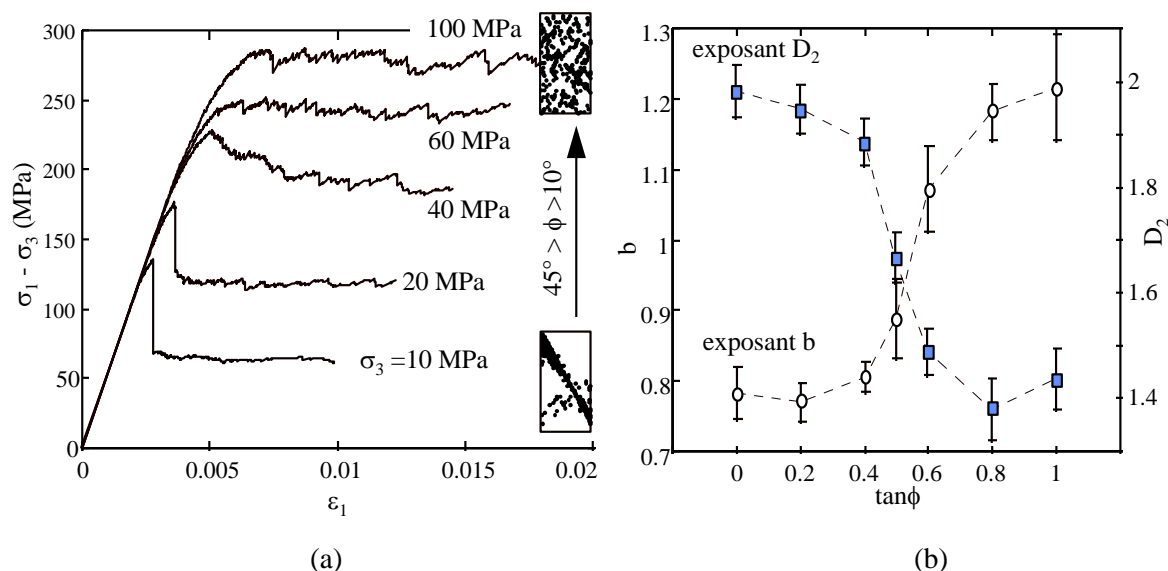 300
250
200
150
100
50
0
σ1 - σ3 (MPa)
0
0.005
0.01
0.015
0.02
ε1
100 MPa
60 MPa
40 MPa
20 MPa
σ3 =10 MPa
45° > ϕ >10°
(a)
1.3
1.2
1.1
1
0.9
0.8
0.7
b
exposant D2
exposant b
2
1.8
1.6
1.4
D2
0
0.2
0.4
0.6
0.8
1
tanϕ
(b)